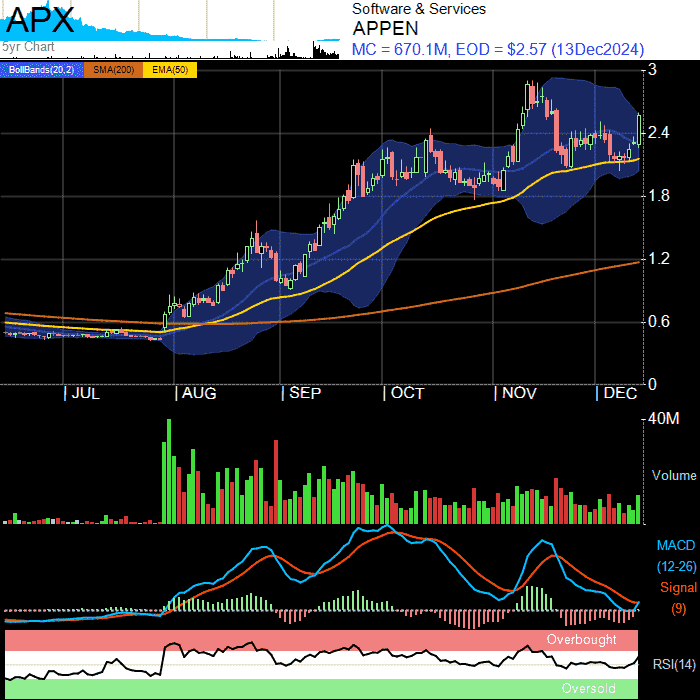 APX
5yr Chart
Software & Services
APPEN
MC = 670.1M, EOD = $2.57 (13Dec2024)
BollBands(20,2) SMA(200) EMA(50)
3
2.4
1.8
1.2
0.6
0
JUL AUG SEP OCT NOV DEC
40M
Volume
MACD
(12-26)
Signal
(9)
Overbought
RSI(14)
Oversold